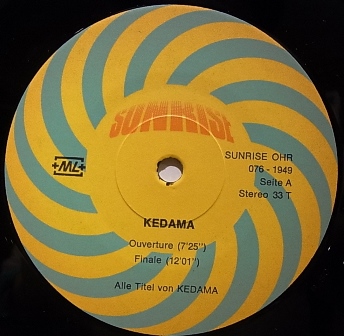 SUNRISE
SUNRISE OHR
076 - 1949
Seite A
Stereo 33 T
KEDAMA
Ouverture (7'25")
Finale (12'01")
Alle Titel von KEDAMA